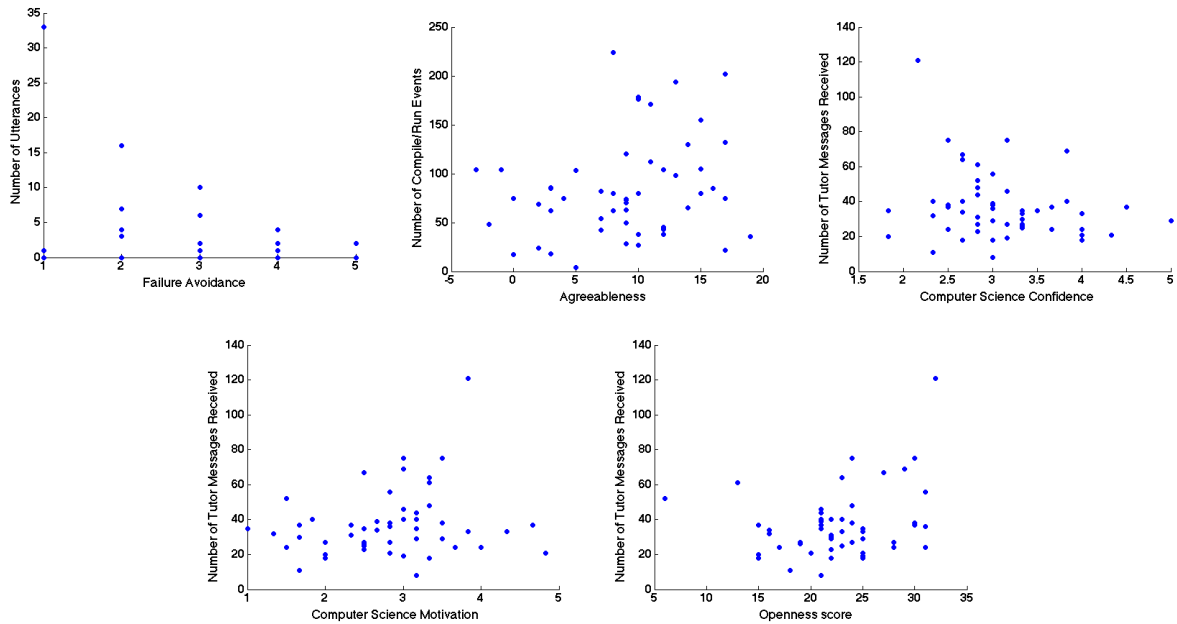 35
30
25
20
15
10
5
0
1 2 3 4 5
Number of Utterances
Failure Avoidance
250
200
150
100
50
0
-5 0 5 10 15 20
Number of Compile/Run Events
Agreeableness
140
120
100
80
60
40
20
0
1.5 2 2.5 3 3.5 4 4.5 5
Number of Tutor Messages Received
Computer Science Confidence
140
120
100
80
60
40
20
0
1 2 3 4 5
Number of Tutor Messages Received
Computer Science Motivation
140
120
100
80
60
40
20
0
5 10 15 20 25 30 35
Number of Tutor Messages Received
Openness score